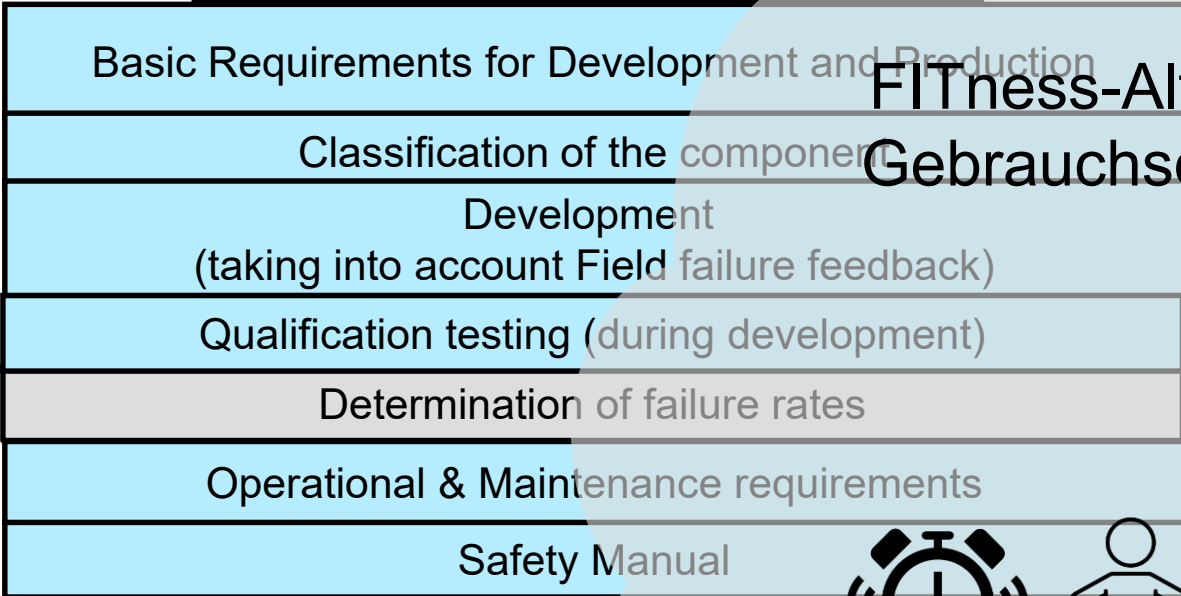 Basic Requirements for Development and Production
FITness-Al
Classification of the component
Gebrauchs
Development
(taking into account Field failure feedback)
Qualification testing (during development)
Determination of failure rates
Operational & Maintenance requirements
Safety Manual